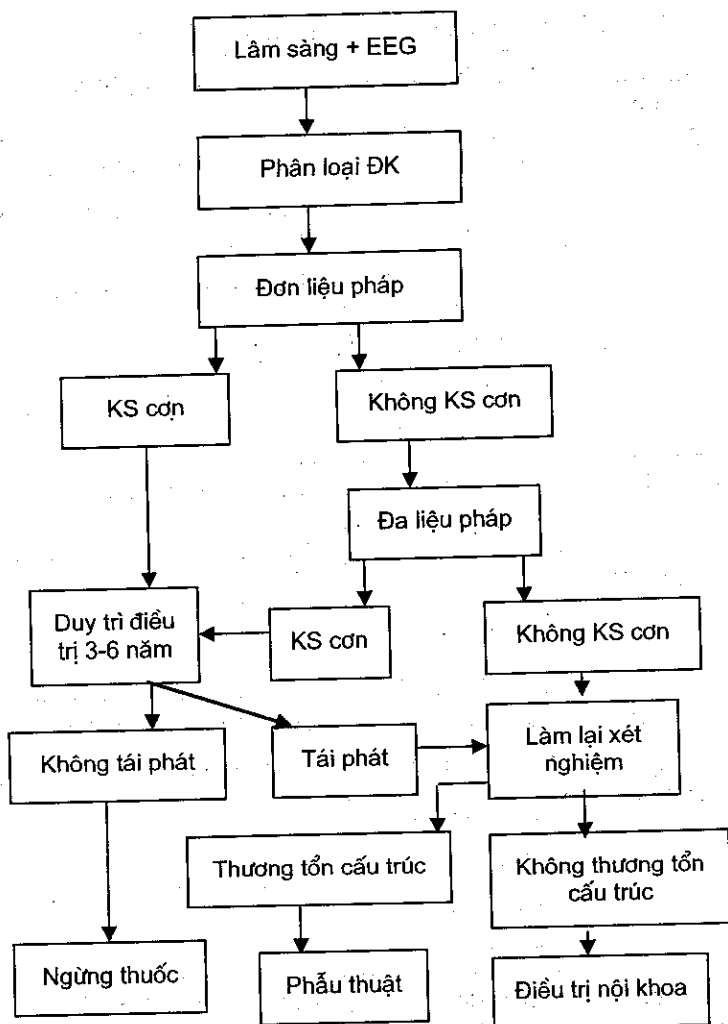 Lâm sàng + EEG
Phân loại ĐK
Đơn liệu pháp
KS cơn
Không KS cơn
Đa liệu pháp
Duy trì điều
trị 3-6 năm
KS cơn
Không KS cơn
Không tái phát
Tái phát
Làm lại xét
nghiệm
Thương tổn cấu trúc
Không thương tổn
cấu trúc
Ngừng thuốc
Phẫu thuật
Điều trị nội khoa